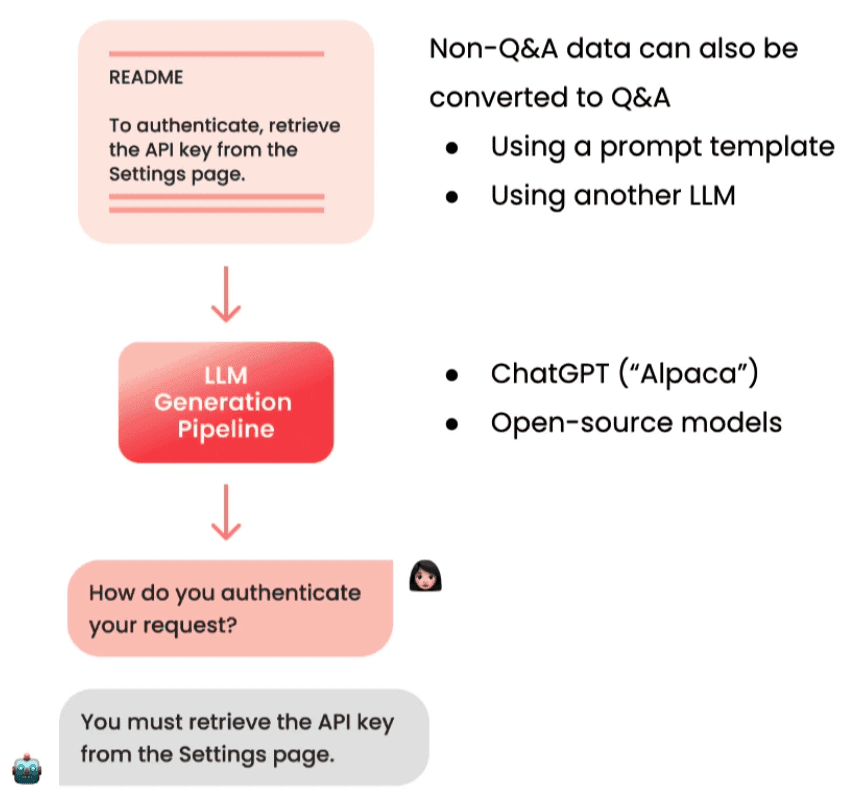 README
To authenticate, retrieve
the API key from the
Settings page.
Non-Q&A data can also be
converted to Q&A
● Using a prompt template
● Using another LLM
LLM
Generation
Pipeline
● ChatGPT (“Alpaca”)
● Open-source models
How do you authenticate
your request?
You must retrieve the API key
from the Settings page.